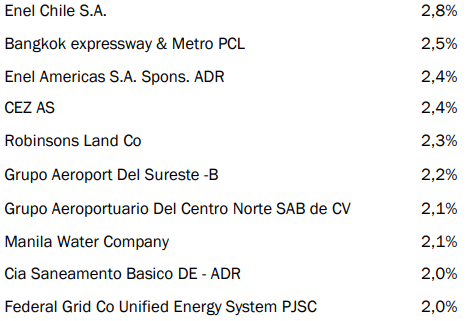 Enel Chile S.A. 2,8%
Bangkok expressway & Metro PCL 2,5%
Enel Americas S.A. Spons. ADR 2,4%
CEZ AS 2,4%
Robinsons Land Co 2,3%
Grupo Aeroport Del Sureste -B 2,2%
Grupo Aeroportuario Del Centro Norte SAB de CV 2,1%
Manila Water Company 2,1%
Cia Saneamento Basico DE - ADR 2,0%
Federal Grid Co Unified Energy System PJSC 2,0%